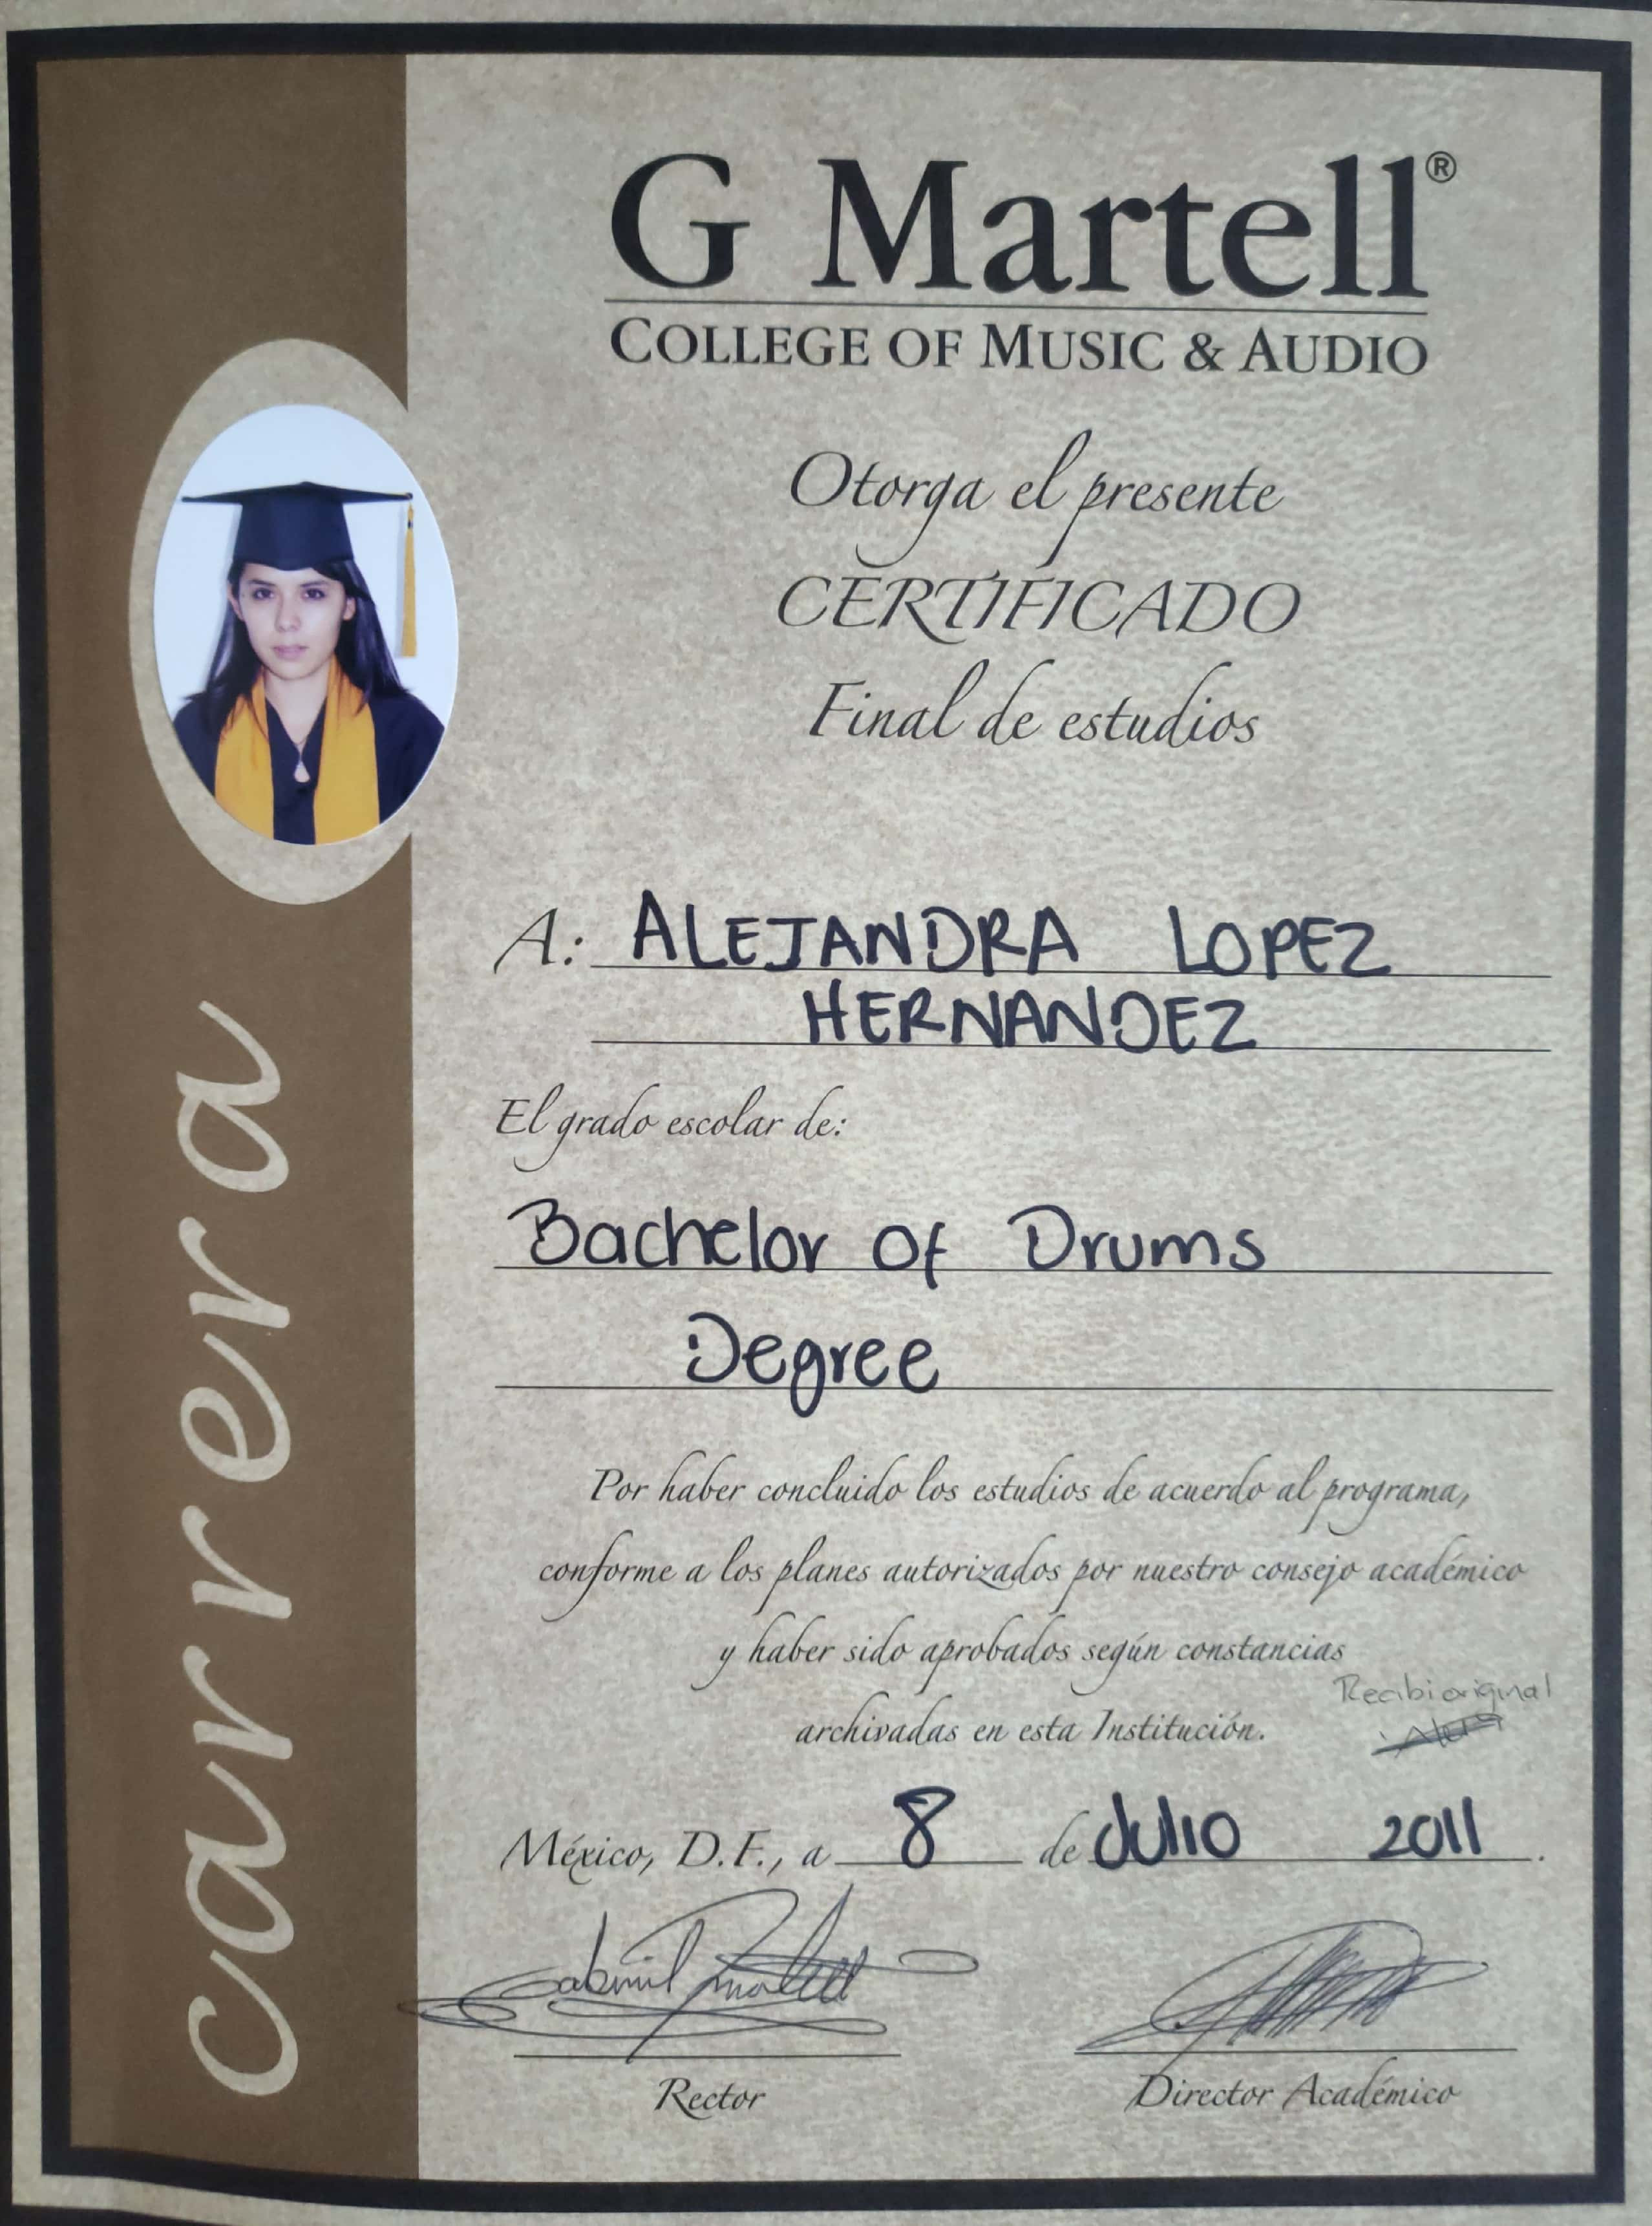 G Martell®
COLLEGE OF MUSIC & AUDIO
Otorga el presente
CERTIFICADO
Final de estudios
A: ALEJANDRA LOPEZ
HERNANDEZ
El grado escolar de:
Bachelor of Drums
Degree
Por haber concluido los estudios de acuerdo al programa,
conforme a los planes autorizados por nuestro consejo académico
y haber sido aprobados según constancias
archivadas en esta Institución.
Recibi original
México, D.F., a 8 de Julio 2011.
Rector
Director Académico
carrera